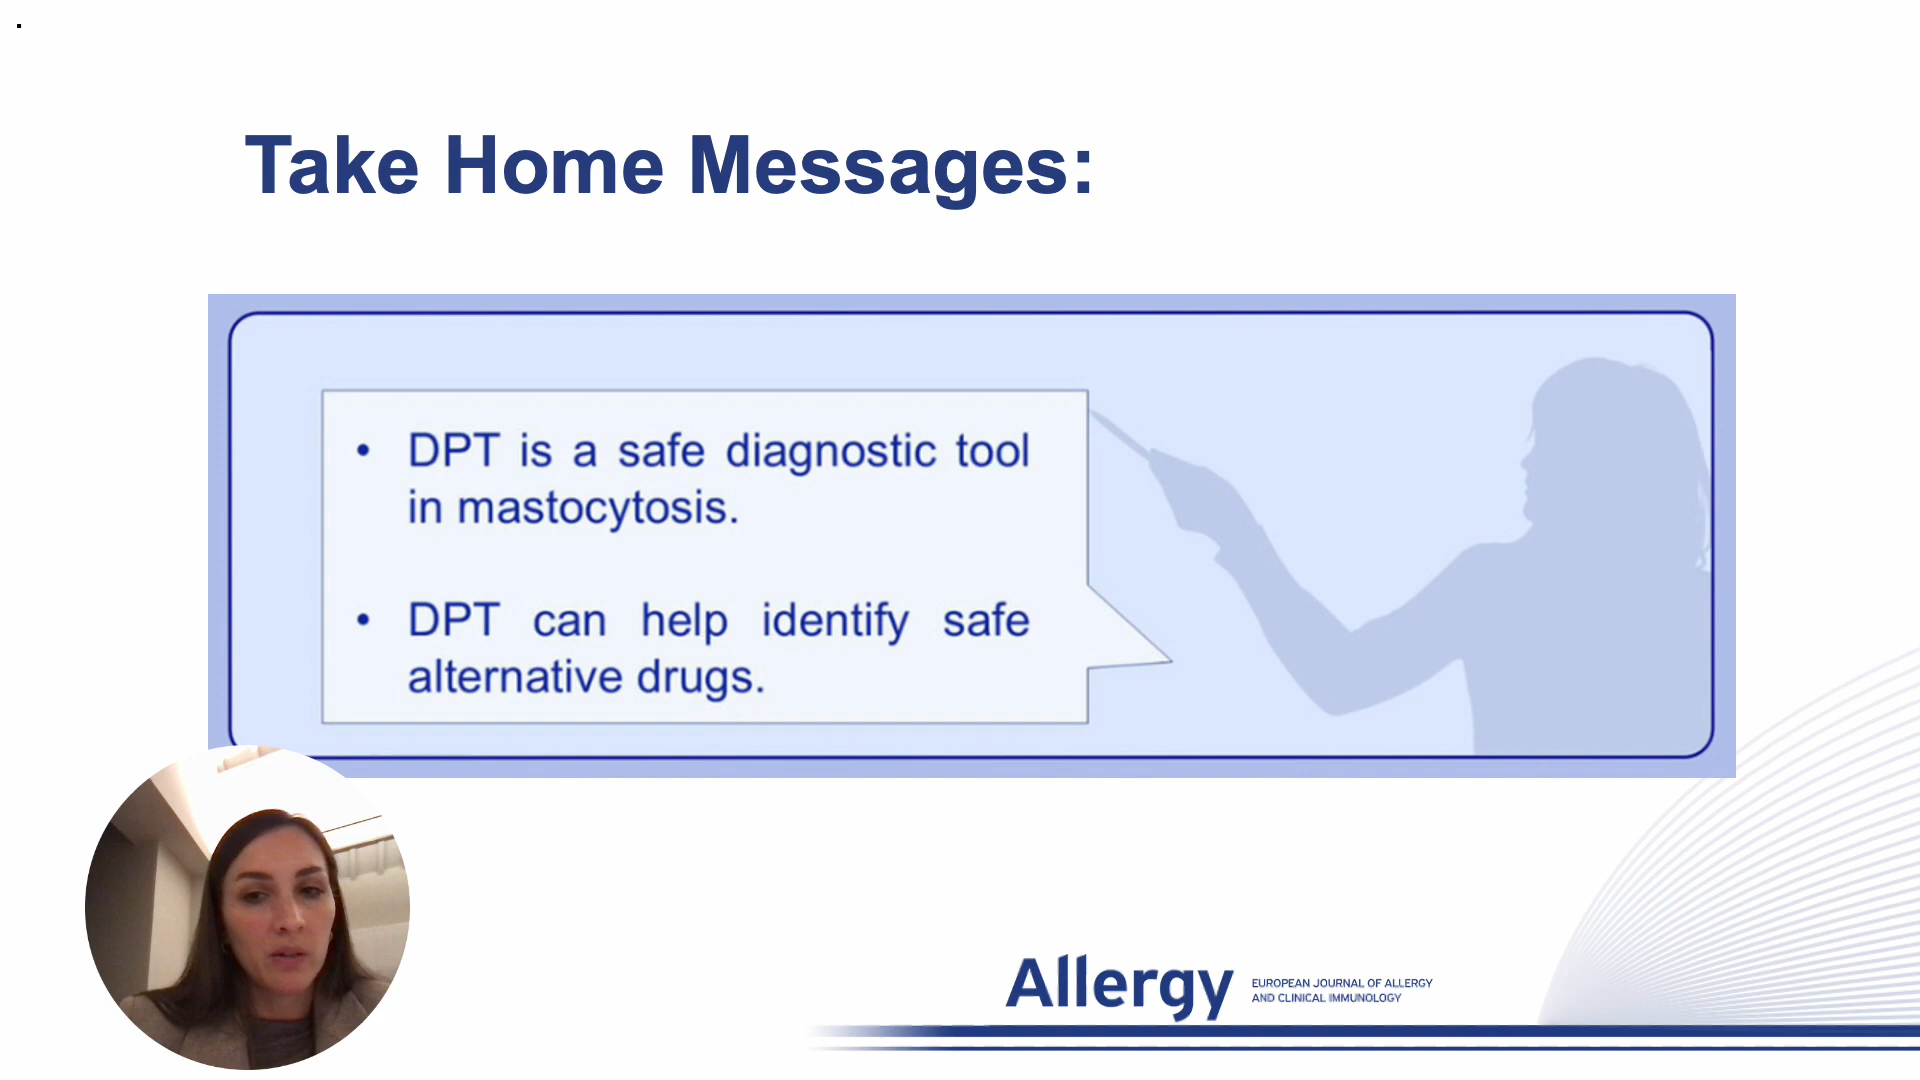 Take Home Messages:
• DPT is a safe diagnostic tool
in mastocytosis.
• DPT can help identify safe
alternative drugs.
Allergy
EUROPEAN JOURNAL OF ALLERGY
AND CLINICAL IMMUNOLOGY